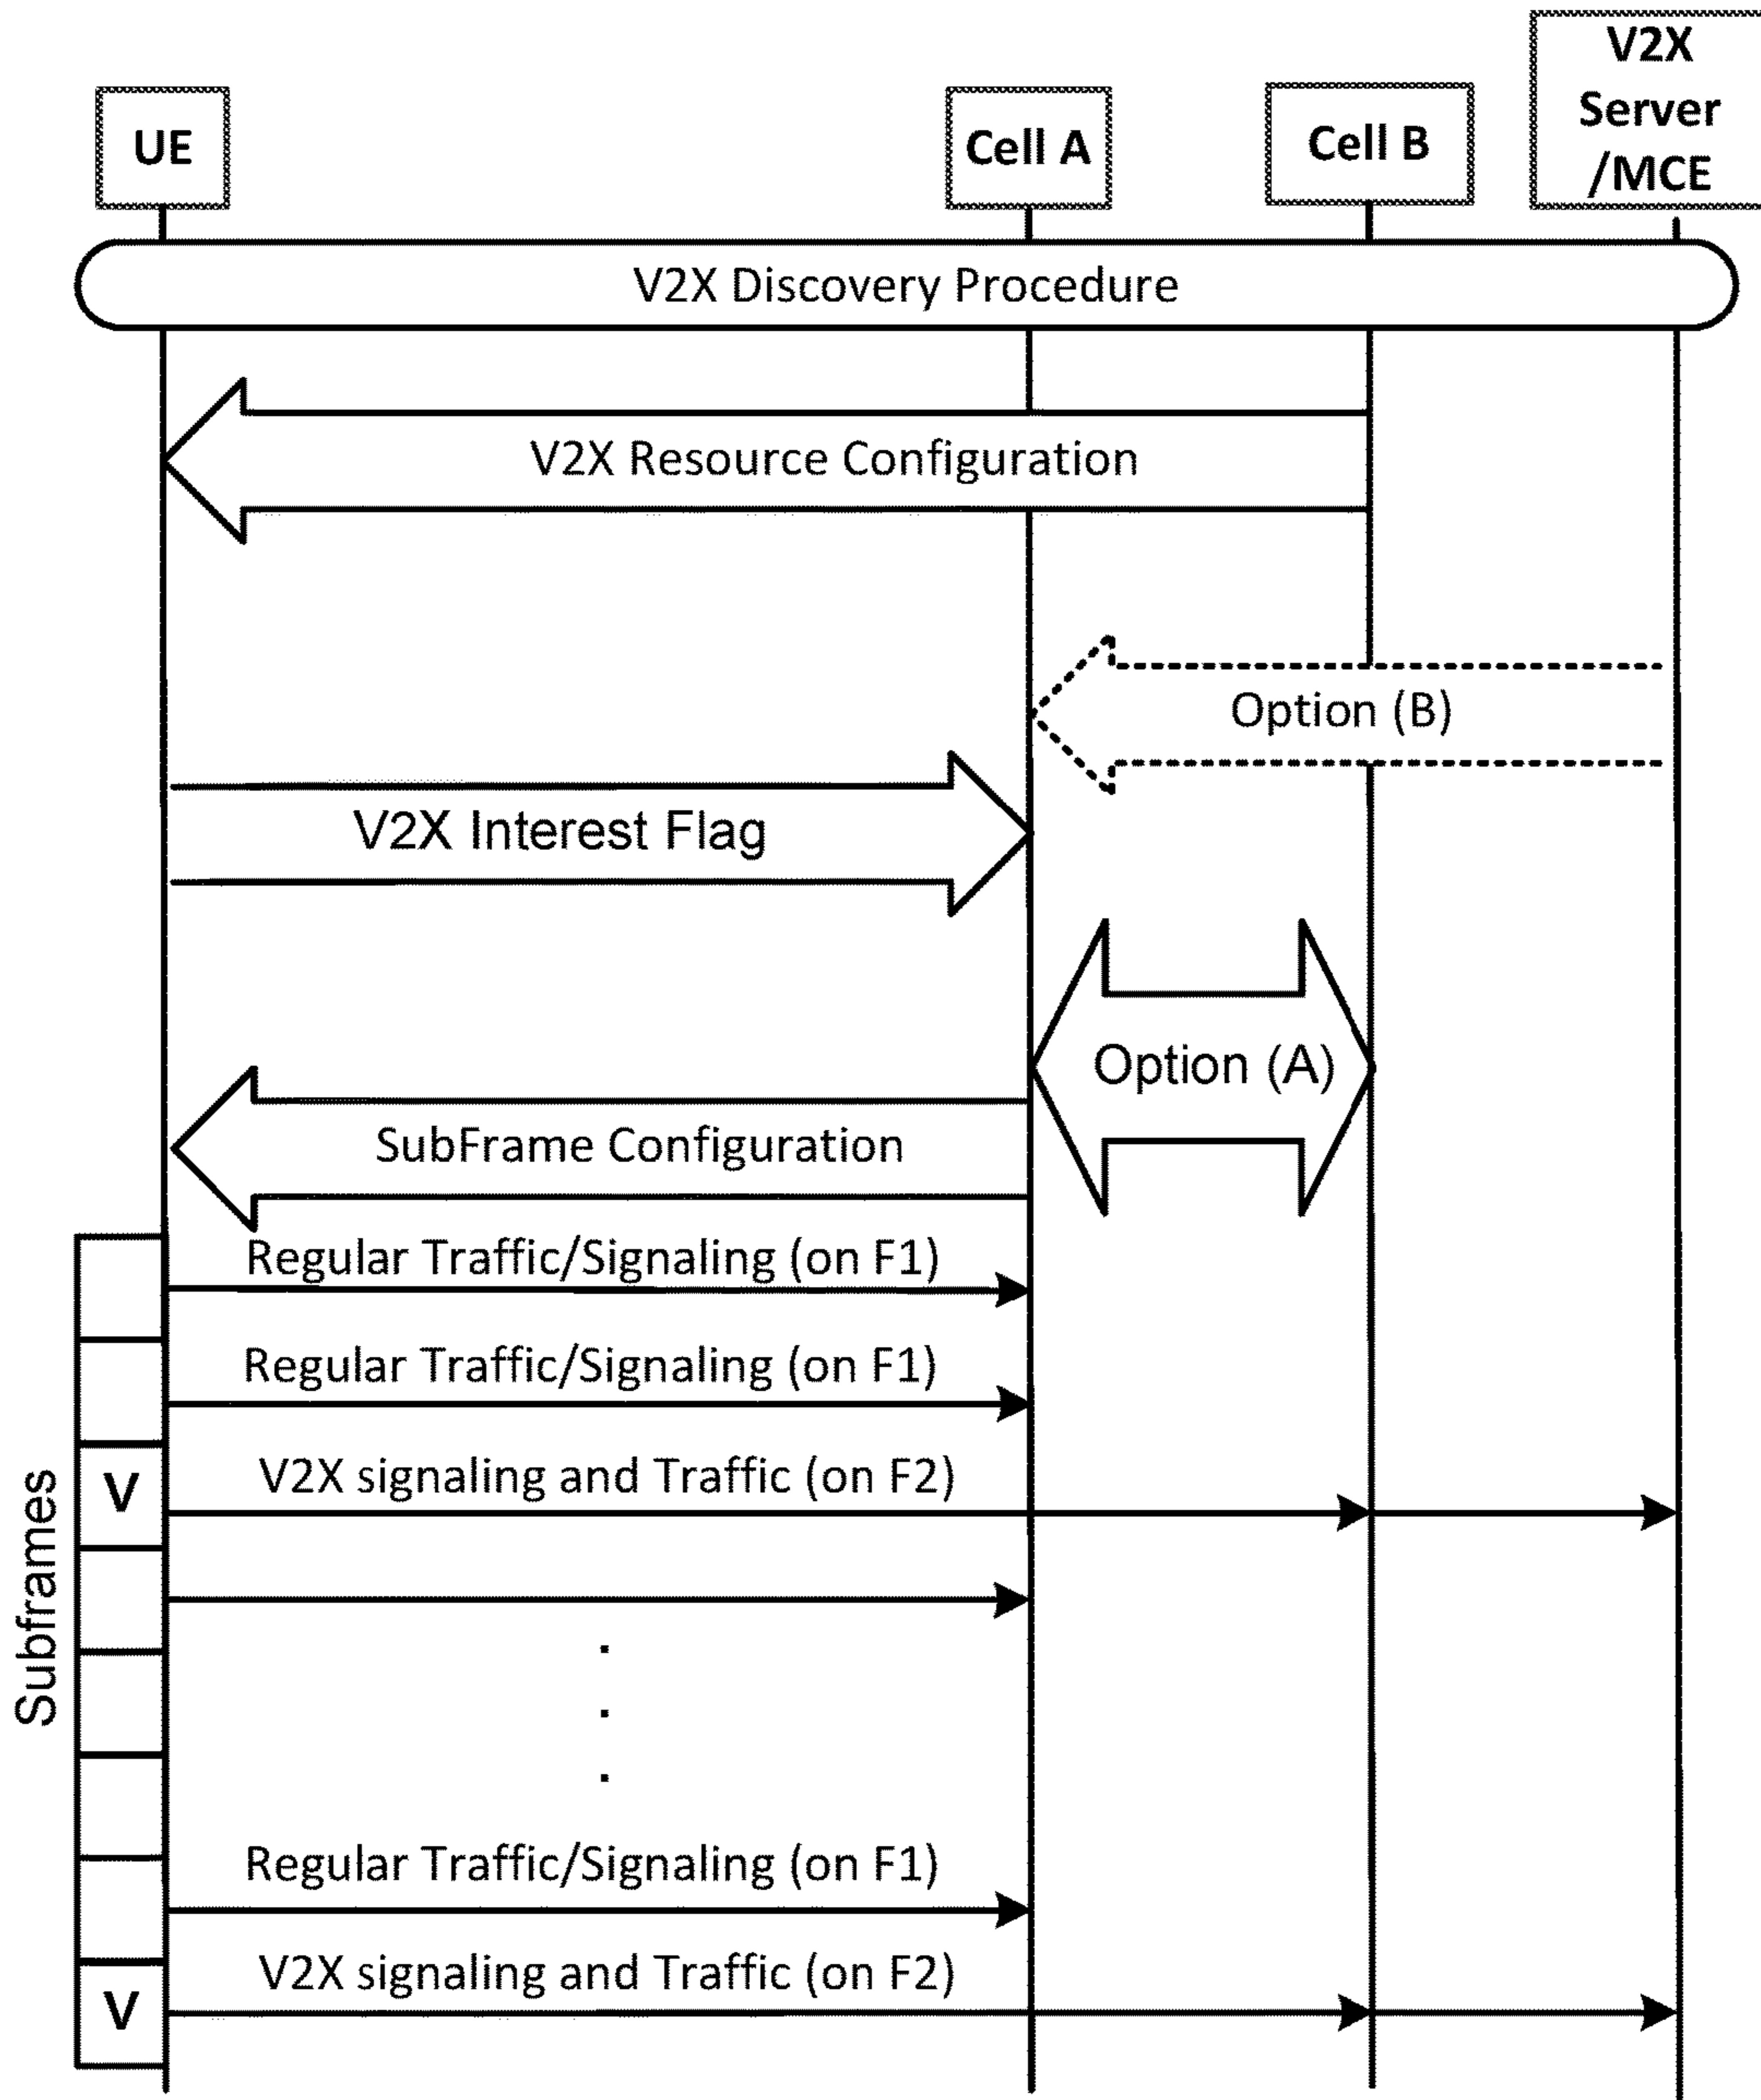 UE
Cell A
Cell B
V2X
Server
/MCE
V2X Discovery Procedure
V2X Resource Configuration
Option (B)
V2X Interest Flag
Option (A)
SubFrame Configuration
Subframes
Regular Traffic/Signaling (on F1)
Regular Traffic/Signaling (on F1)
V
V2X signaling and Traffic (on F2)
.
.
.
Regular Traffic/Signaling (on F1)
V
V2X signaling and Traffic (on F2)